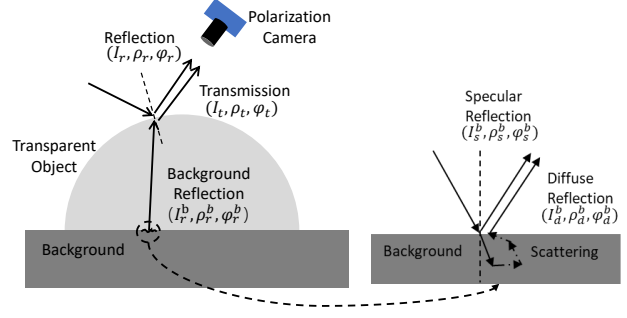 Reflection
(I_r, ρ_r, φ_r)
Polarization
Camera
Transmission
(I_t, ρ_t, φ_t)
Transparent
Object
Background
Reflection
(I_r^b, ρ_r^b, φ_r^b)
Background
Specular
Reflection
(I_s^b, ρ_s^b, φ_s^b)
Diffuse
Reflection
(I_d^b, ρ_d^b, φ_d^b)
Background
Scattering